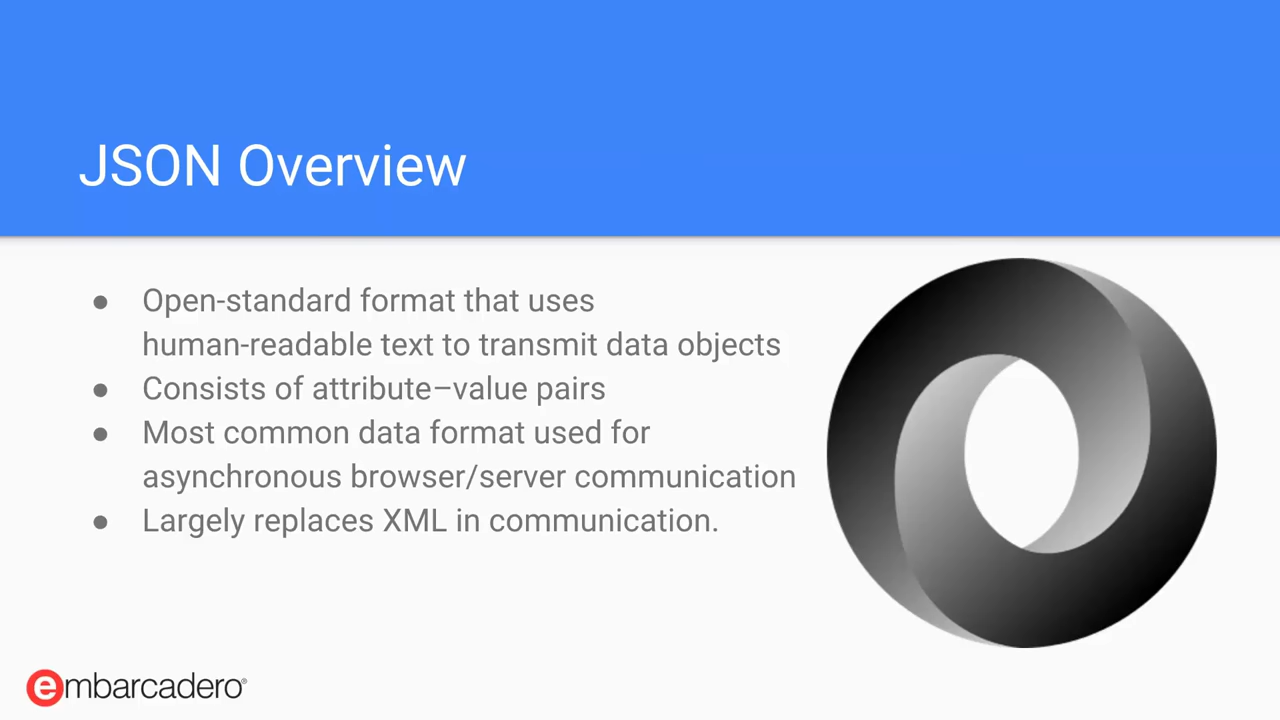 JSON Overview
● Open-standard format that uses
human-readable text to transmit data objects
● Consists of attribute–value pairs
● Most common data format used for
asynchronous browser/server communication
● Largely replaces XML in communication.
embarcadero®